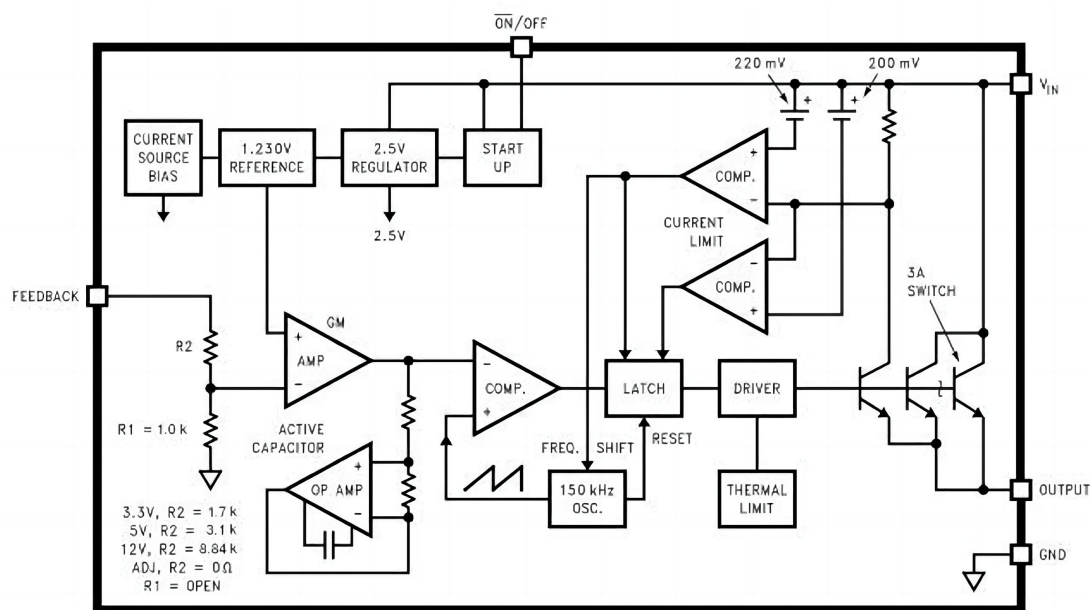 ON/OFF
220 mV
200 mV
VIN
CURRENT
SOURCE
BIAS
1.230V
REFERENCE
2.5V
REGULATOR
START
UP
+
COMP.
−
2.5V
CURRENT
LIMIT
−
COMP.
+
3A
SWITCH
FEEDBACK
R2
GM
+
AMP
−
−
COMP.
+
LATCH
DRIVER
R1 = 1.0 k
ACTIVE
CAPACITOR
FREQ. SHIFT
RESET
+
OP. AMP
−
150 kHz
OSC.
THERMAL
LIMIT
OUTPUT
3.3V, R2 = 1.7 k
5V, R2 = 3.1 k
12V, R2 = 8.84 k
ADJ, R2 = 0Ω
R1 = OPEN
GND